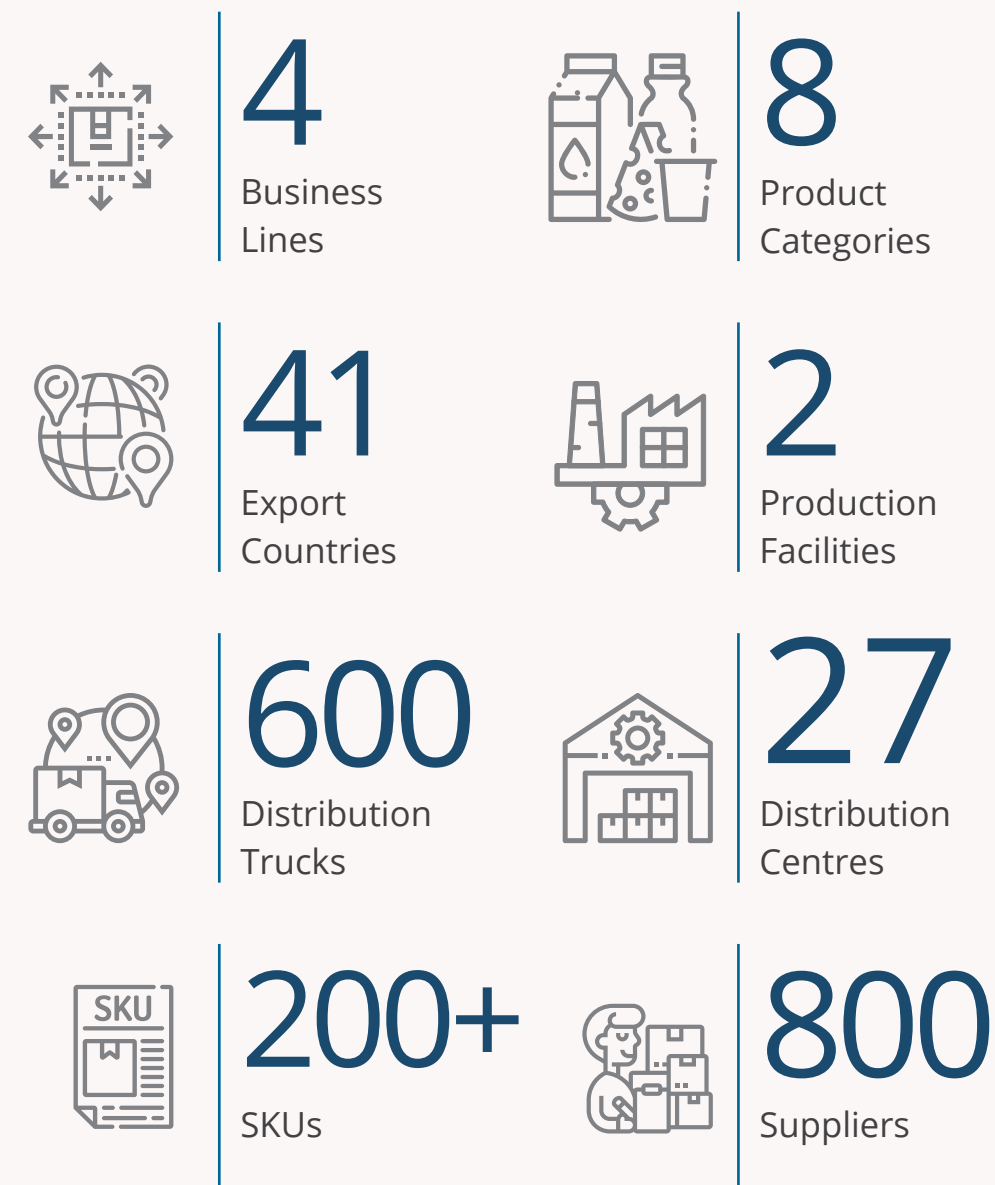 4
Business
Lines
8
Product
Categories
41
Export
Countries
2
Production
Facilities
600
Distribution
Trucks
27
Distribution
Centres
SKU
200+
SKUs
800
Suppliers